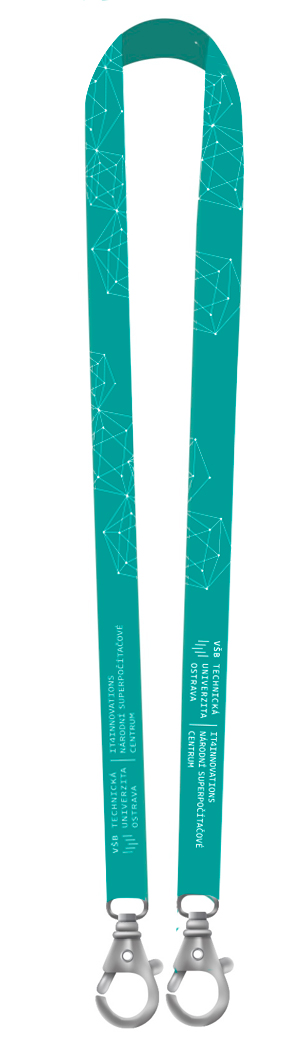 VŠB TECHNICKÁ
UNIVERZITA
OSTRAVA
IT4INNOVATIONS
NÁRODNÍ SUPERPOČÍTAČOVÉ
CENTRUM
VŠB TECHNICKÁ
UNIVERZITA
OSTRAVA
IT4INNOVATIONS
NÁRODNÍ SUPERPOČÍTAČOVÉ
CENTRUM